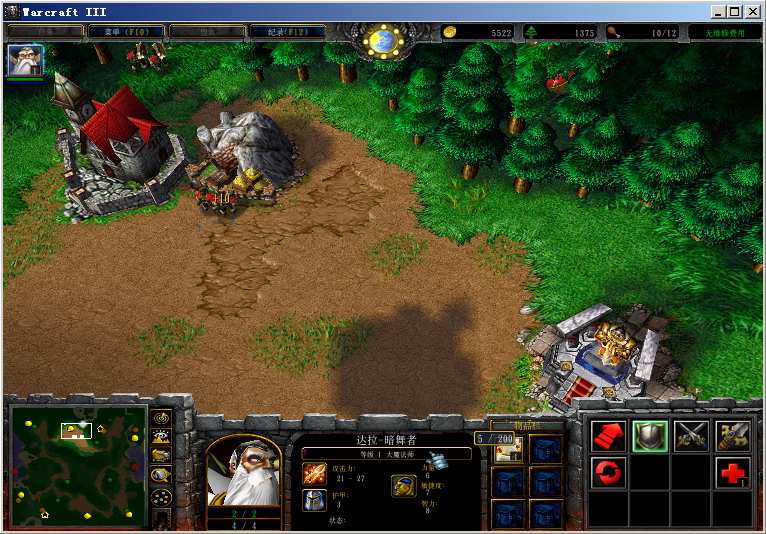 Warcraft III
菜单 (F10)
纪录(F12)
5522
1375
10/12
无维修费用
+10
达拉-暗舞者
物品栏
5 / 200
等级 1 大魔法师
攻击力:
21 - 27
力量:
6
敏捷度:
7
护甲:
3
智力:
8
状态:
2 / 2
4 / 4
1